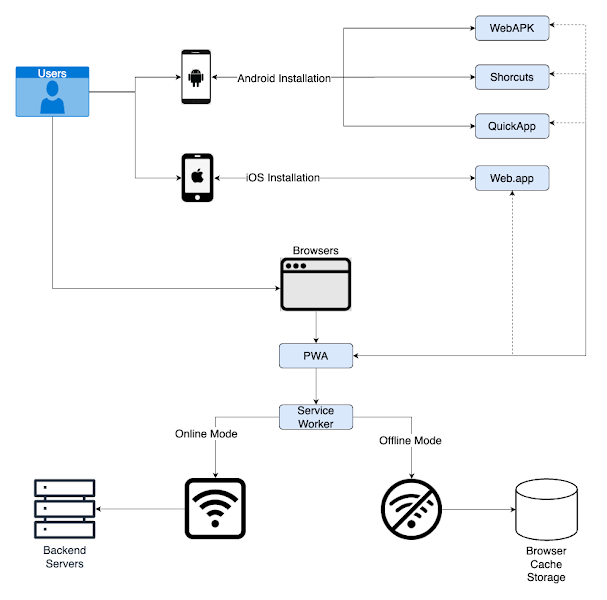 WebAPK
Users
Android Installation
Shorcuts
QuickApp
iOS Installation
Web.app
Browsers
PWA
Service
Worker
Online Mode
Offline Mode
Backend
Servers
Browser
Cache
Storage